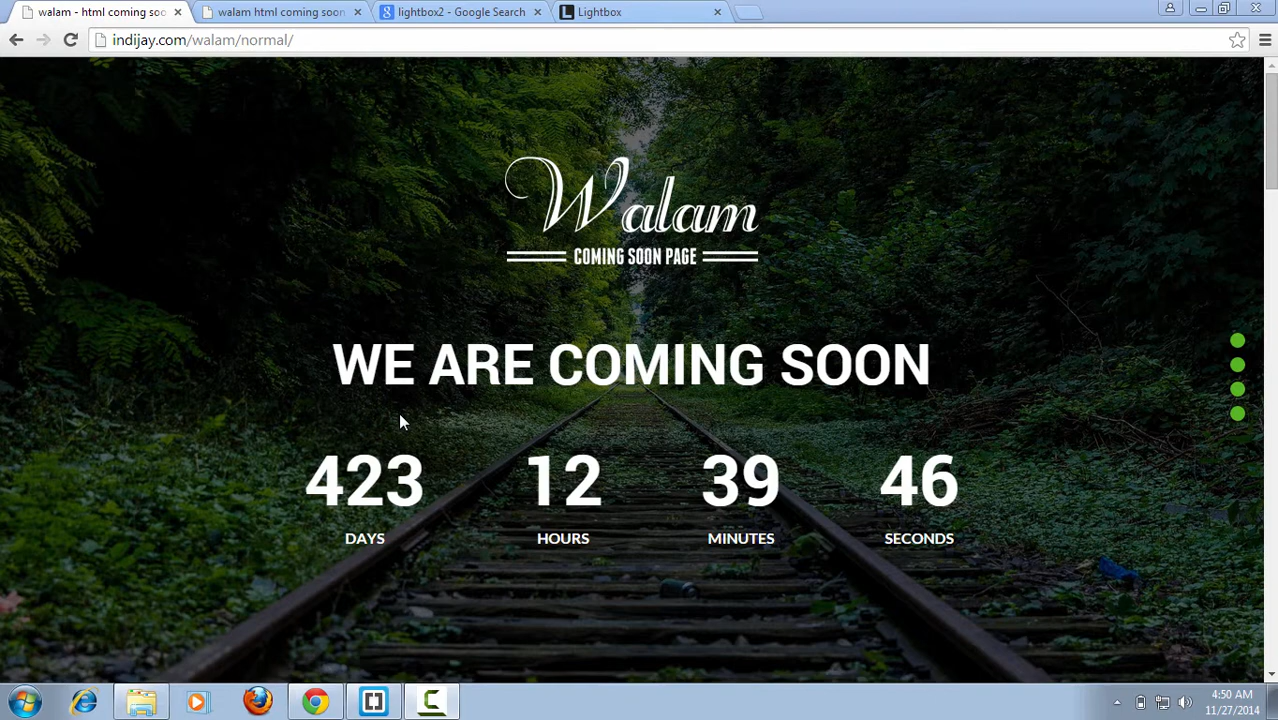 walam - html coming soo
walam html coming soon
lightbox2 - Google Search
Lightbox
indijay.com/walam/normal/
Walam
COMING SOON PAGE
WE ARE COMING SOON
423 12 39 46
DAYS HOURS MINUTES SECONDS
4:50 AM
11/27/2014